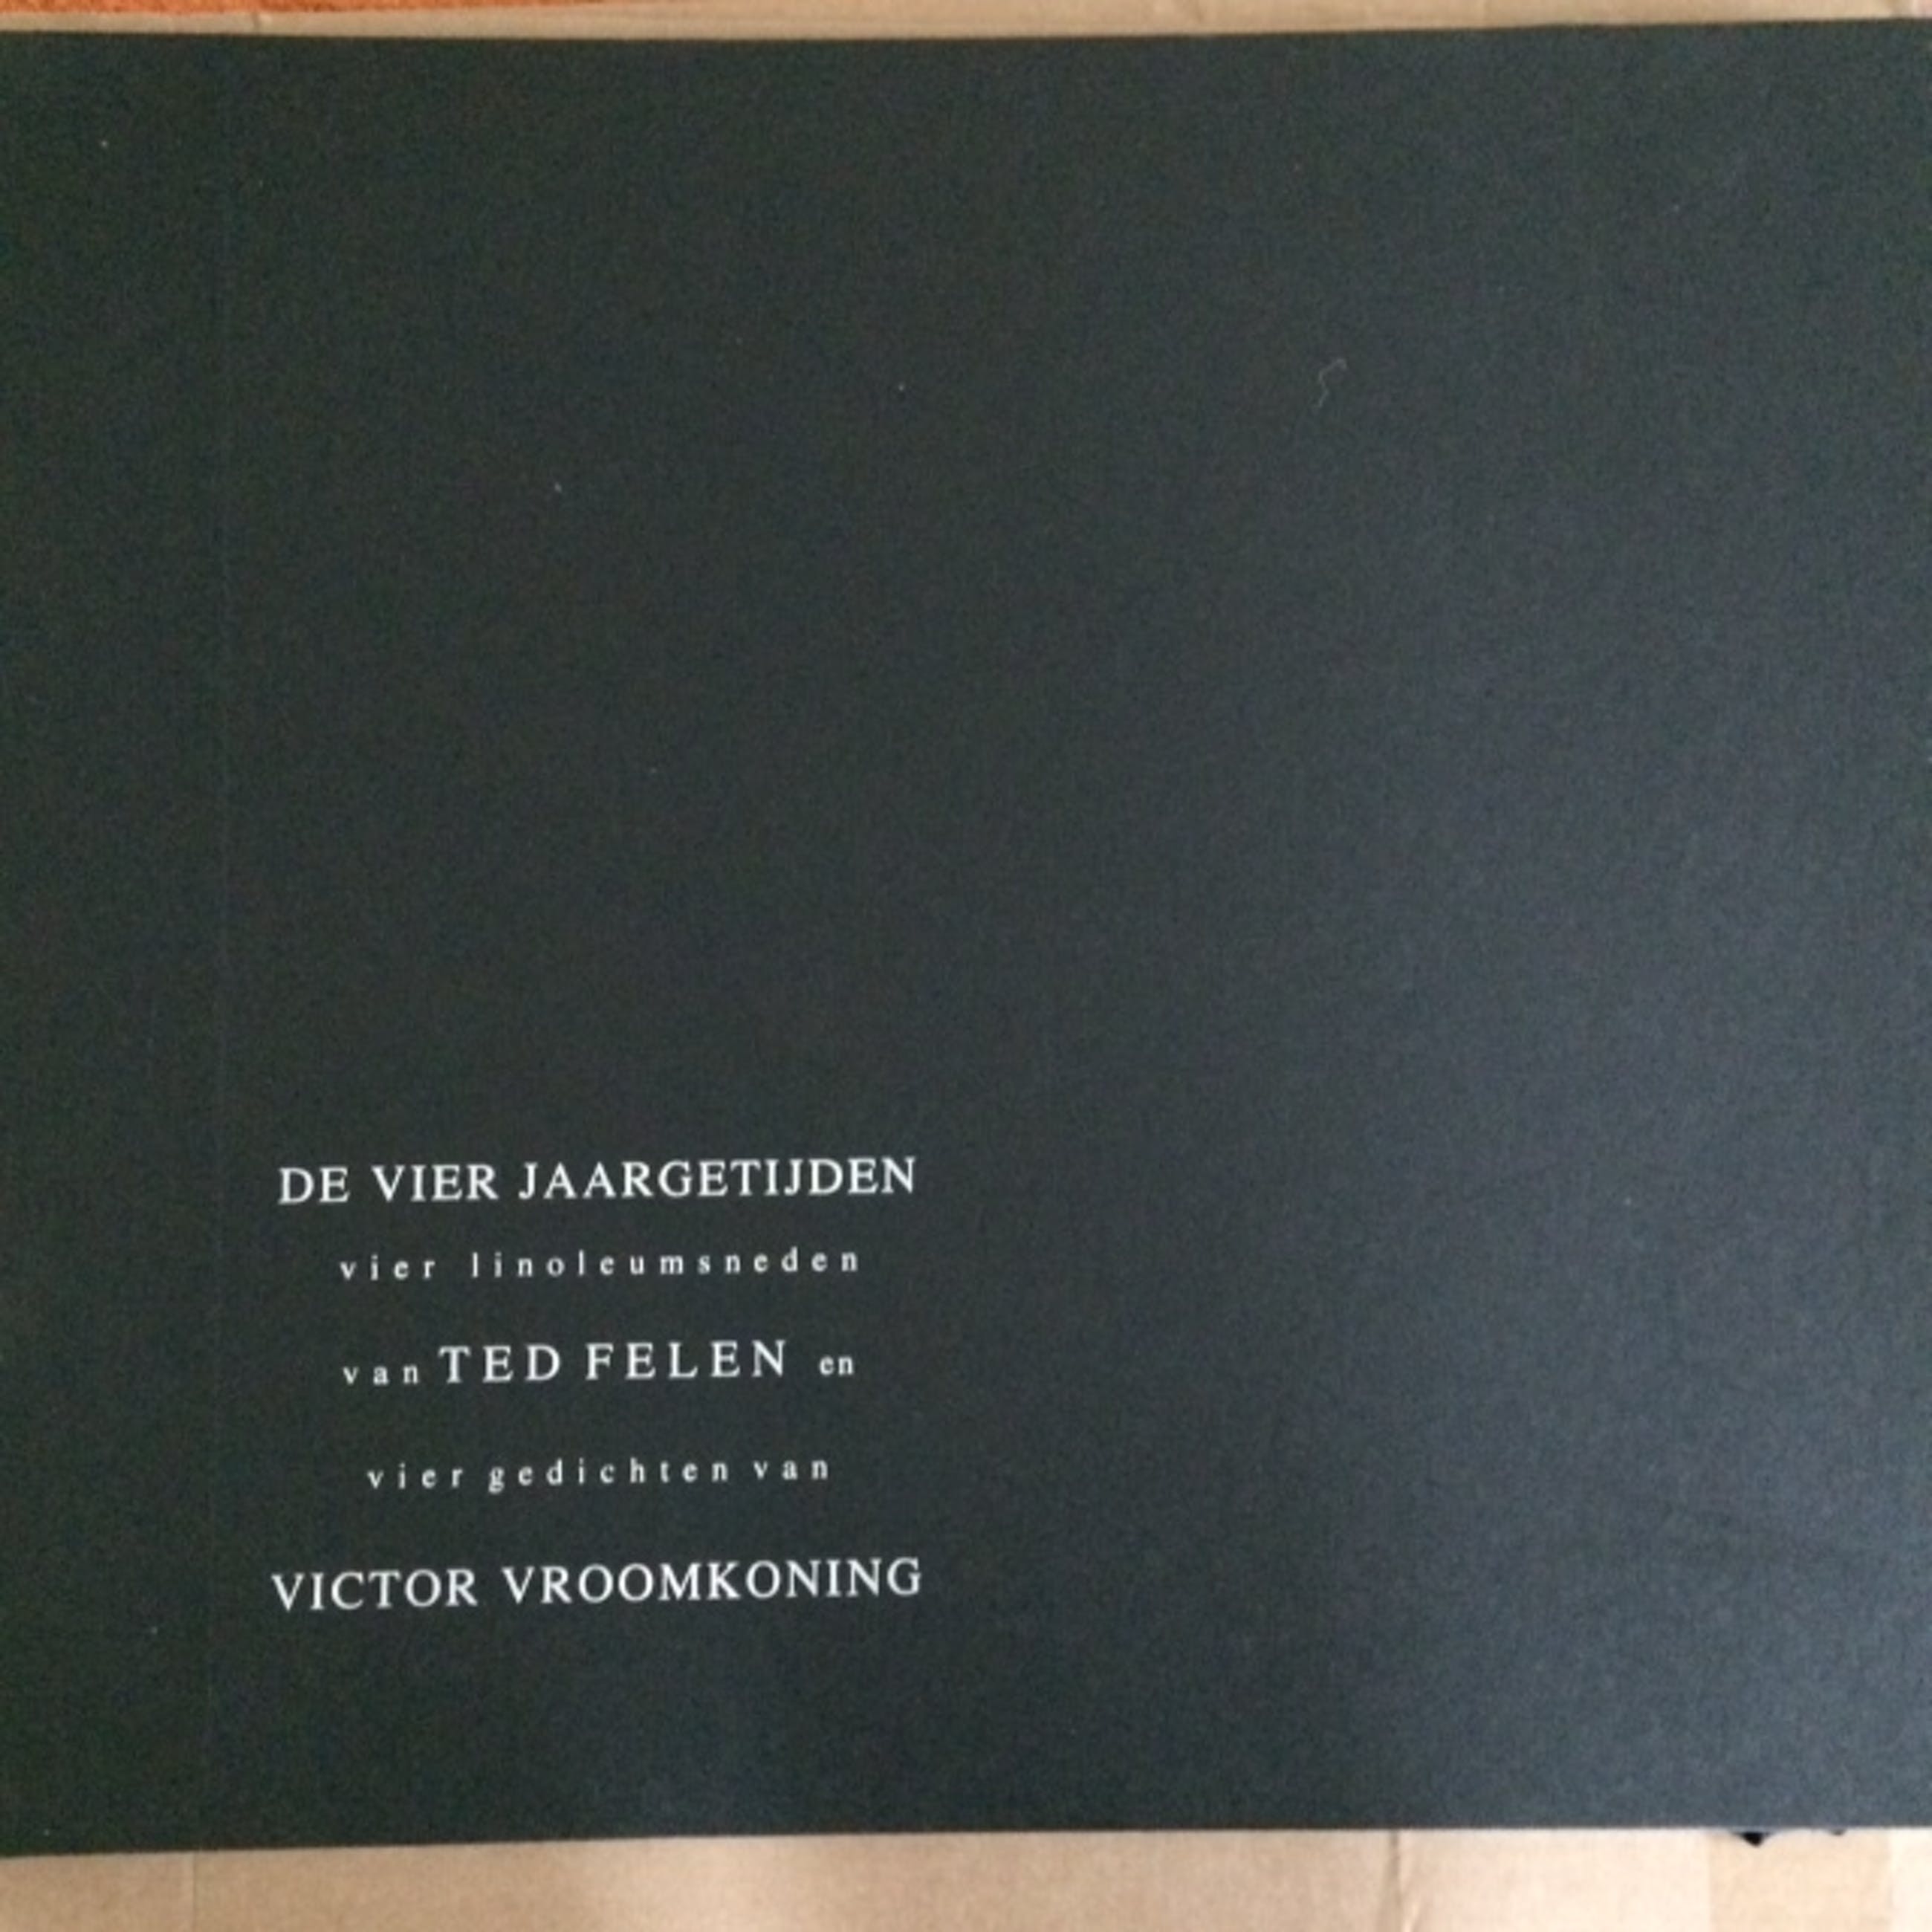 DE VIER JAARGETIJDEN
vier linoleumsneden
van TED FELEN en
vier gedichten van
VICTOR VROOMKONING